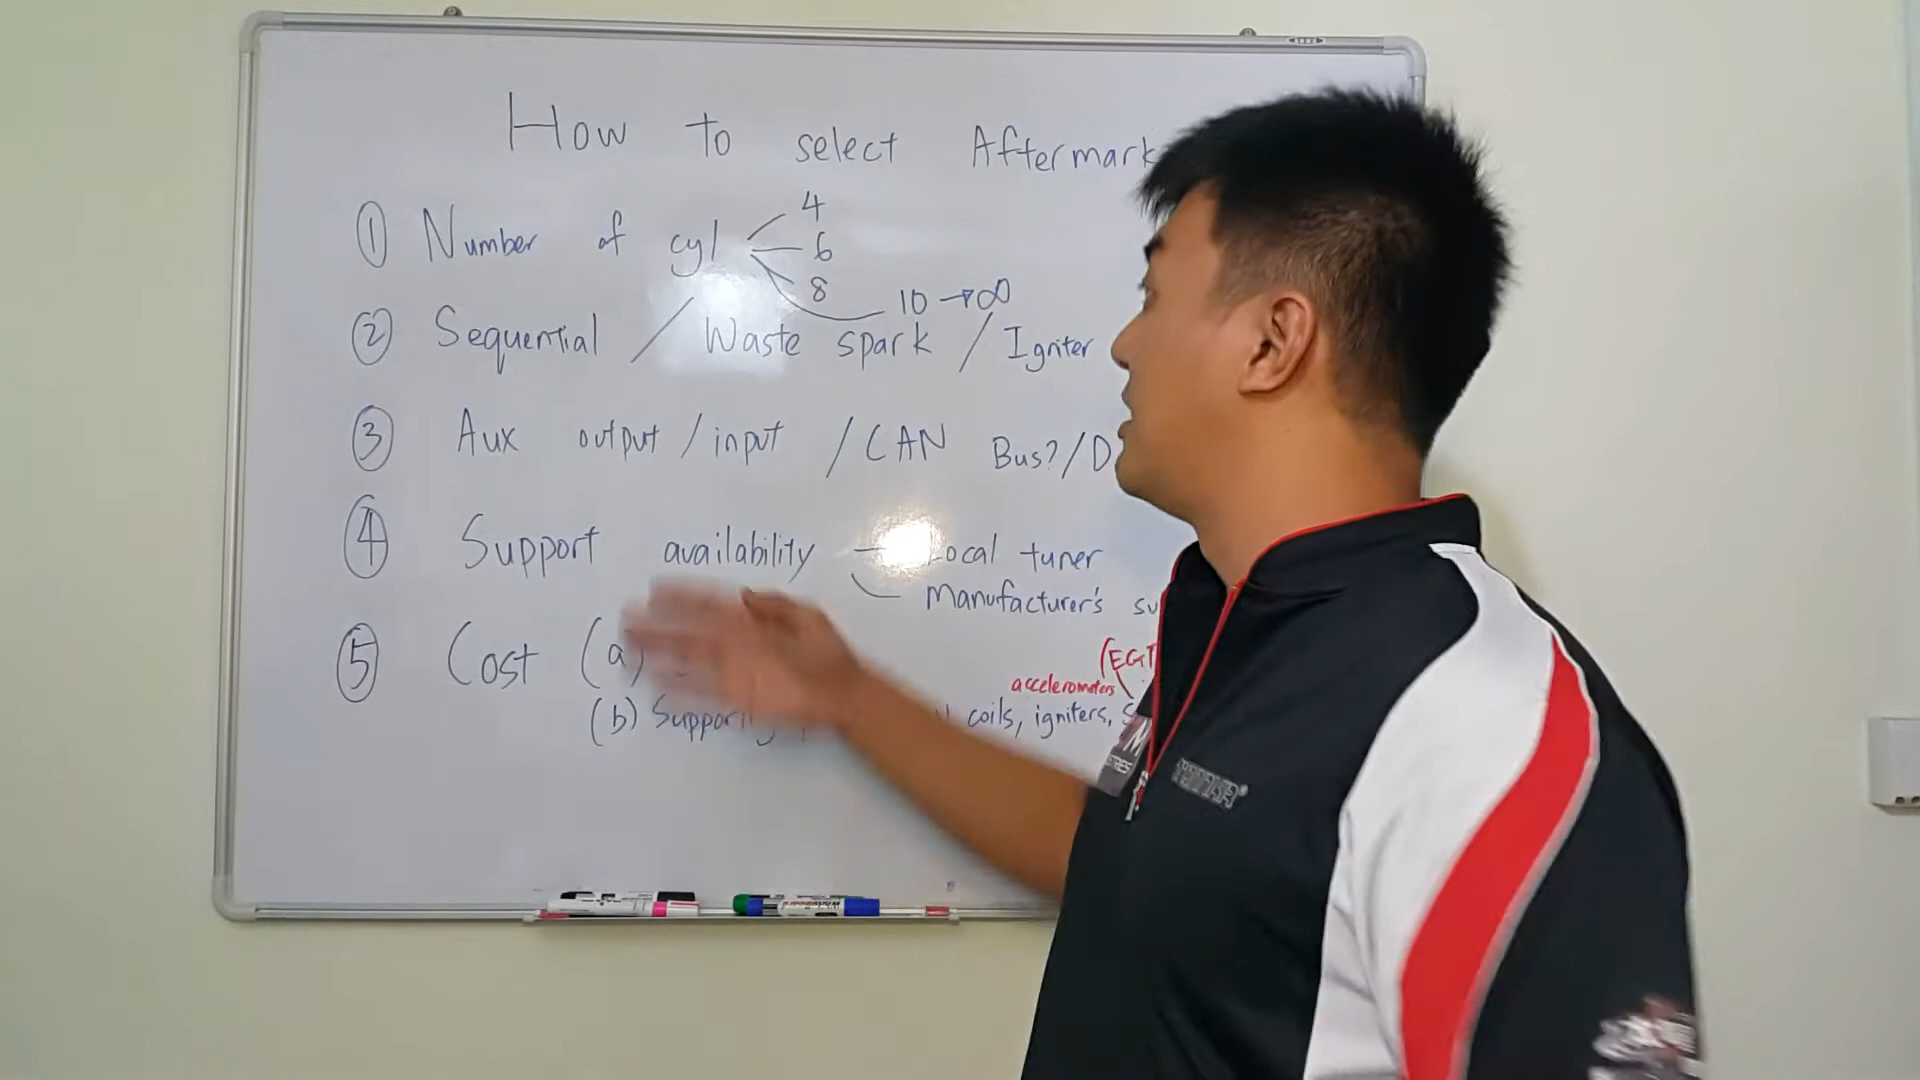 How to select Aftermark
① Number of cyl 4
6
8
10 → ∞
② Sequential / Waste spark / Igniter
③ Aux output / input / CAN Bus? / D
④ Support availability - Local tuner
Manufacturer's su
⑤ Cost (a)
(EGT
accelerometers
(b) coils, igniters,